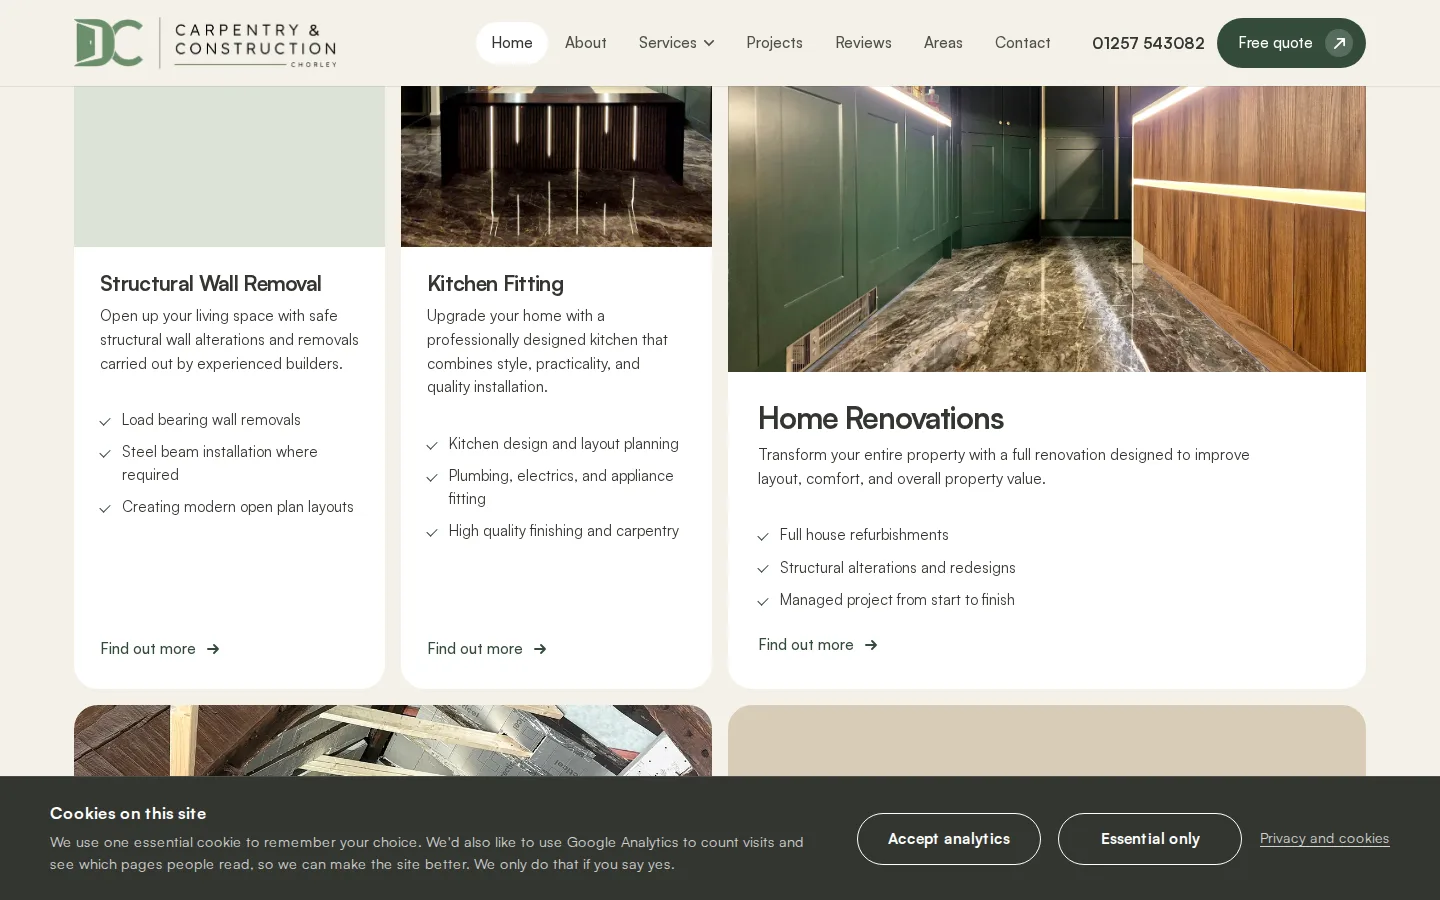 DC
CARPENTRY &
CONSTRUCTION
CHORLEY
Home
About
Services
Projects
Reviews
Areas
Contact
01257 543082
Free quote
Structural Wall Removal
Open up your living space with safe
structural wall alterations and removals
carried out by experienced builders.
Load bearing wall removals
Steel beam installation where
required
Creating modern open plan layouts
Find out more
Kitchen Fitting
Upgrade your home with a
professionally designed kitchen that
combines style, practicality, and
quality installation.
Kitchen design and layout planning
Plumbing, electrics, and appliance
fitting
High quality finishing and carpentry
Find out more
Home Renovations
Transform your entire property with a full renovation designed to improve
layout, comfort, and overall property value.
Full house refurbishments
Structural alterations and redesigns
Managed project from start to finish
Find out more
Cookies on this site
We use one essential cookie to remember your choice. We'd also like to use Google Analytics to count visits and
see which pages people read, so we can make the site better. We only do that if you say yes.
Accept analytics
Essential only
Privacy and cookies